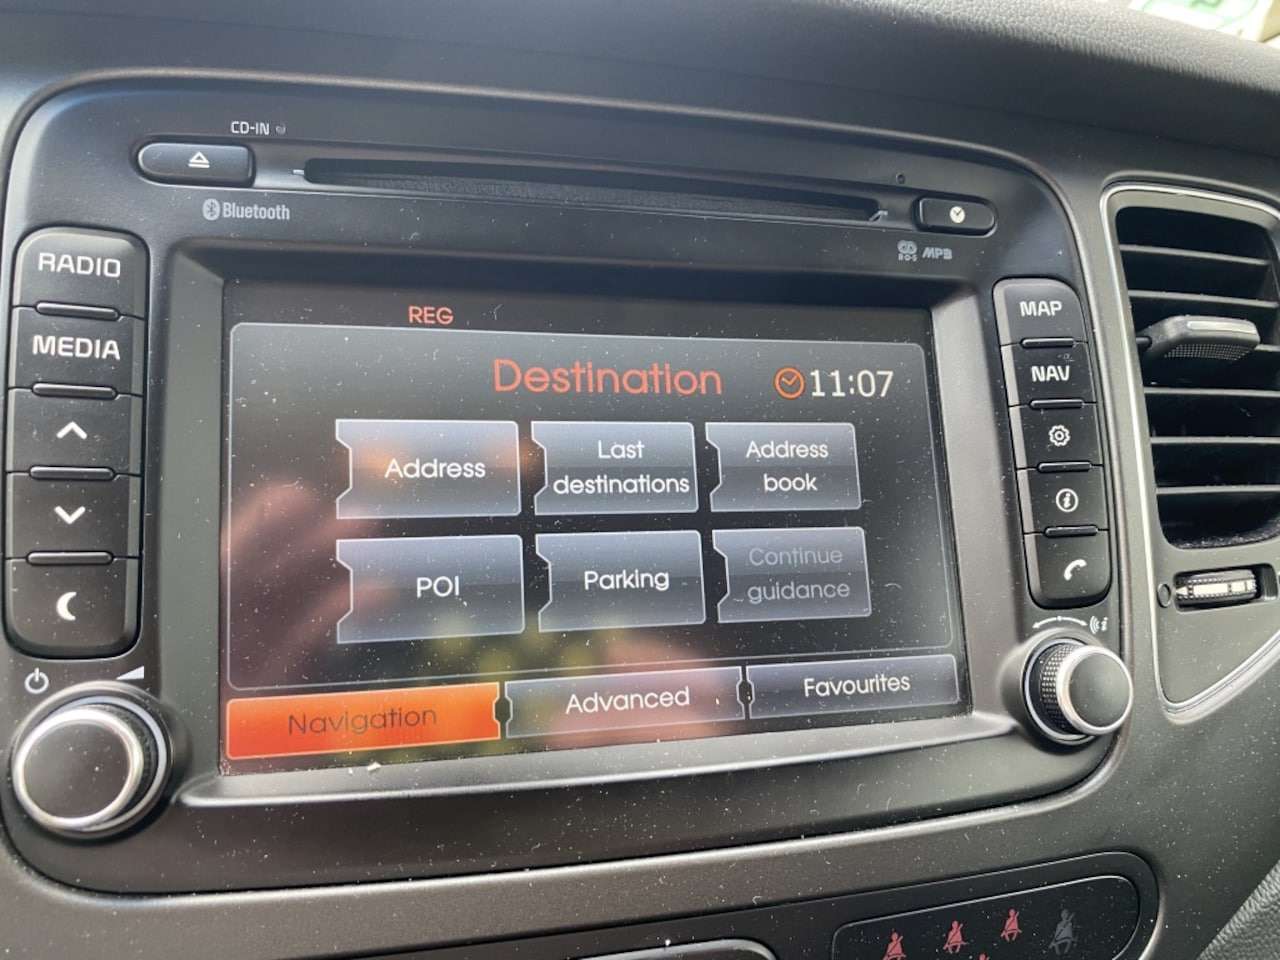 CD-IN
Bluetooth
RDS MP3
RADIO
MEDIA
MAP
NAV
REG
Destination 11:07
Address
Last
destinations
Address
book
POI
Parking
Continue
guidance
Navigation Advanced Favourites